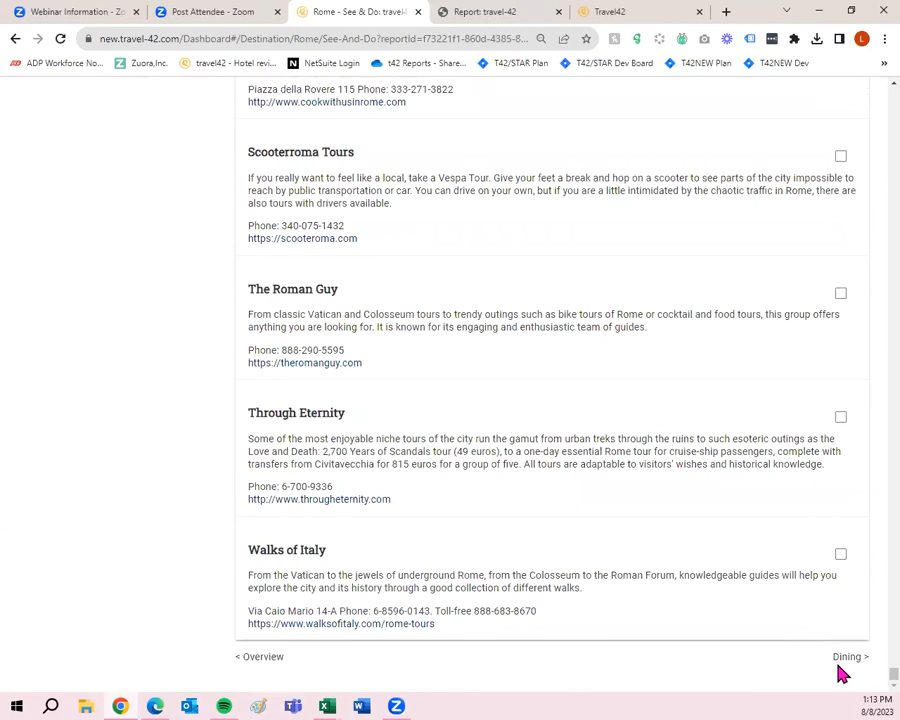 Webinar Information - Zo
Post Attendee - Zoom
Rome - See & Do: travel-
Report: travel-42
Travel42
new.travel-42.com/Dashboard#/Destination/Rome/See-And-Do?reportId=f73221f1-860d-4385-8...
ADP Workforce No...
Zuora,Inc.
travel42 - Hotel revi...
NetSuite Login
t42 Reports - Share...
T42/STAR Plan
T42/STAR Dev Board
T42NEW Plan
T42NEW Dev
Piazza della Rovere 115 Phone: 333-271-3822
http://www.cookwithusinrome.com
Scooterroma Tours
If you really want to feel like a local, take a Vespa Tour. Give your feet a break and hop on a scooter to see parts of the city impossible to
reach by public transportation or car. You can drive on your own, but if you are a little intimidated by the chaotic traffic in Rome, there are
also tours with drivers available.
Phone: 340-075-1432
https://scooteroma.com
The Roman Guy
From classic Vatican and Colosseum tours to trendy outings such as bike tours of Rome or cocktail and food tours, this group offers
anything you are looking for. It is known for its engaging and enthusiastic team of guides.
Phone: 888-290-5595
https://theromanguy.com
Through Eternity
Some of the most enjoyable niche tours of the city run the gamut from urban treks through the ruins to such esoteric outings as the
Love and Death: 2,700 Years of Scandals tour (49 euros), to a one-day essential Rome tour for cruise-ship passengers, complete with
transfers from Civitavecchia for 815 euros for a group of five. All tours are adaptable to visitors' wishes and historical knowledge.
Phone: 6-700-9336
http://www.througheternity.com
Walks of Italy
From the Vatican to the jewels of underground Rome, from the Colosseum to the Roman Forum, knowledgeable guides will help you
explore the city and its history through a good collection of different walks.
Via Caio Mario 14-A Phone: 6-8596-0143. Toll-free 888-683-8670
https://www.walksofitaly.com/rome-tours
< Overview
Dining >
1:13 PM
8/8/2023